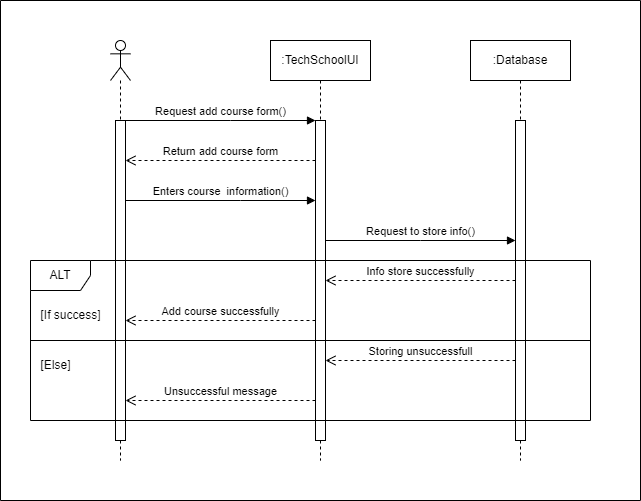 :TechSchoolUI
:Database
Request add course form()
Return add course form
Enters course information()
Request to store info()
ALT
Info store successfully
[If success]
Add course successfully
Storing unsuccessfull
[Else]
Unsuccessful message